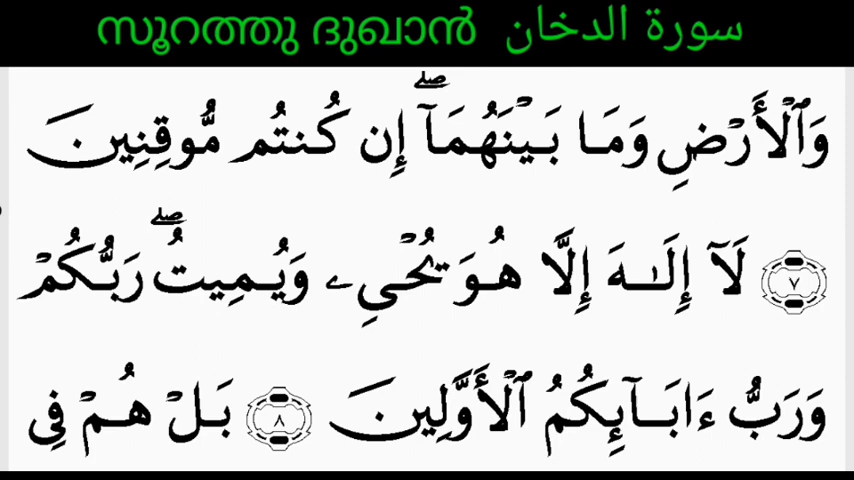 സൂറത്തു ദുഖാൻ سورة الدخان
وَٱلۡأَرۡضِ وَمَا بَيۡنَهُمَآۖ إِن كُنتُم مُّوقِنِينَ
٧ لَآ إِلَٰهَ إِلَّا هُوَ يُحۡيِۦ وَيُمِيتُۖ رَبُّكُمۡ
وَرَبُّ ءَابَآئِكُمُ ٱلۡأَوَّلِينَ ٨ بَلۡ هُمۡ فِي